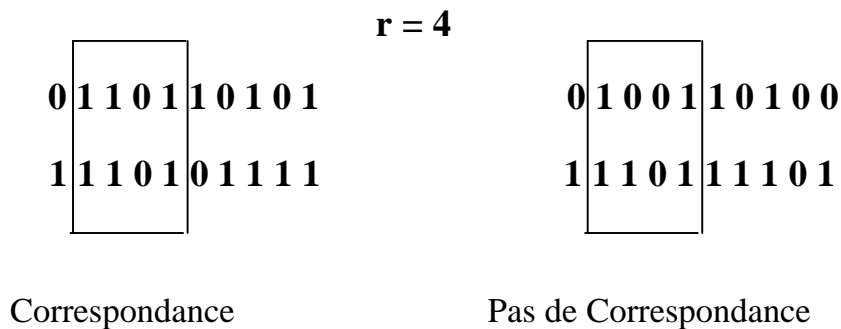 r = 4
0 1 1 0 1 1 0 1 0 1
1 1 1 0 1 0 1 1 1 1
0 1 0 0 1 1 0 1 0 0
1 1 1 0 1 1 1 1 0 1
Correspondance
Pas de Correspondance